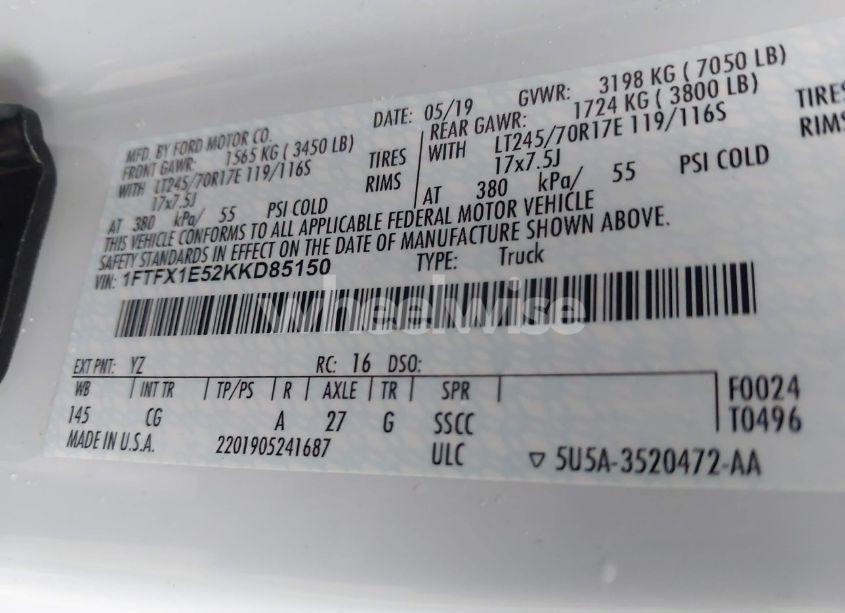 MFD. BY FORD MOTOR CO.
DATE: 05/19 GVWR: 3198 KG ( 7050 LB)
FRONT GAWR: 1565 KG ( 3450 LB)
REAR GAWR: 1724 KG ( 3800 LB)
WITH LT245/70R17E 119/116S TIRES
WITH LT245/70R17E 119/116S TIRES
17x7.5J RIMS
17x7.5J RIMS
AT 380 kPa/ 55 PSI COLD
AT 380 kPa/ 55 PSI COLD
THIS VEHICLE CONFORMS TO ALL APPLICABLE FEDERAL MOTOR VEHICLE
SAFETY STANDARDS IN EFFECT ON THE DATE OF MANUFACTURE SHOWN ABOVE.
VIN: 1FTFX1E52KKD85150 TYPE: Truck
wheelwise
EXT PNT: YZ RC: 16 DSO:
WB INT TR TP/PS R AXLE TR SPR F0024
145 CG A 27 G SSCC T0496
MADE IN U.S.A. 2201905241687 ULC 5U5A-3520472-AA